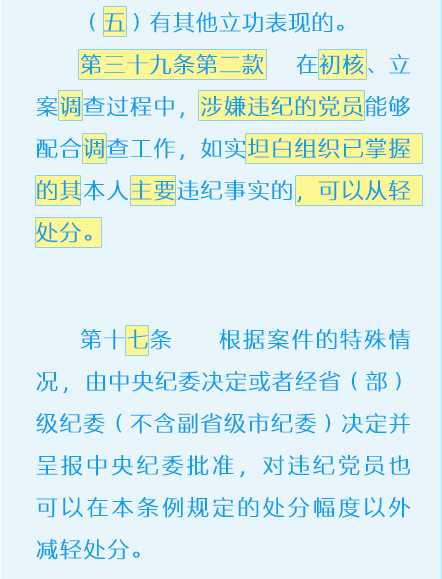 （五）有其他立功表现的。
第三十九条第二款 在初核、立
案调查过程中，涉嫌违纪的党员能够
配合调查工作，如实坦白组织已掌握
的其本人主要违纪事实的，可以从轻
处分。
第十七条 根据案件的特殊情
况，由中央纪委决定或者经省（部）
级纪委（不含副省级市纪委）决定并
呈报中央纪委批准，对违纪党员也
可以在本条例规定的处分幅度以外
减轻处分。